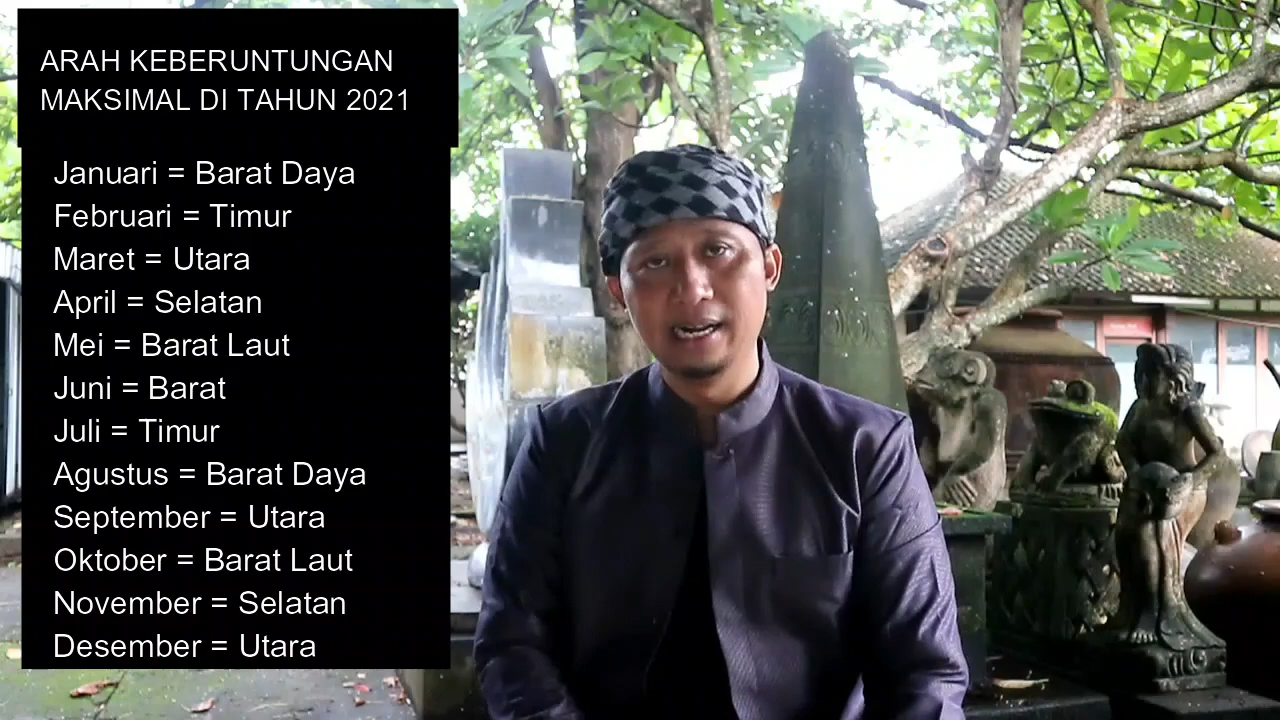 ARAH KEBERUNTUNGAN
MAKSIMAL DI TAHUN 2021
Januari = Barat Daya
Februari = Timur
Maret = Utara
April = Selatan
Mei = Barat Laut
Juni = Barat
Juli = Timur
Agustus = Barat Daya
September = Utara
Oktober = Barat Laut
November = Selatan
Desember = Utara